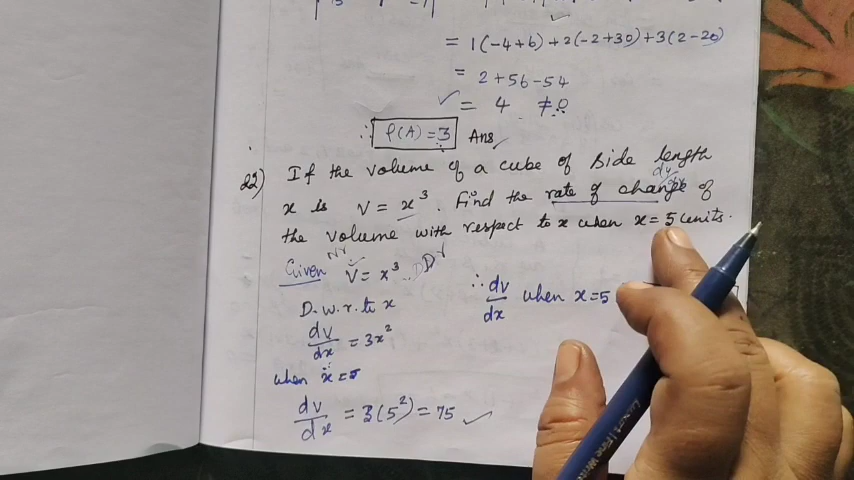 = 1(-4+6)+2(-2+30)+3(2-20)
= 2+56-54
= 4 ≠0
∴ ρ(A)=3 Ans
22) If the volume of a cube of side length
x is V = x³. Find the rate of change of
the volume with respect to x when x=5 units.
Given V = x³
D.w.r.to x
dv/dx = 3x²
when x=5
dv/dx = 3(5²) = 75
∴ dv/dx when x=5